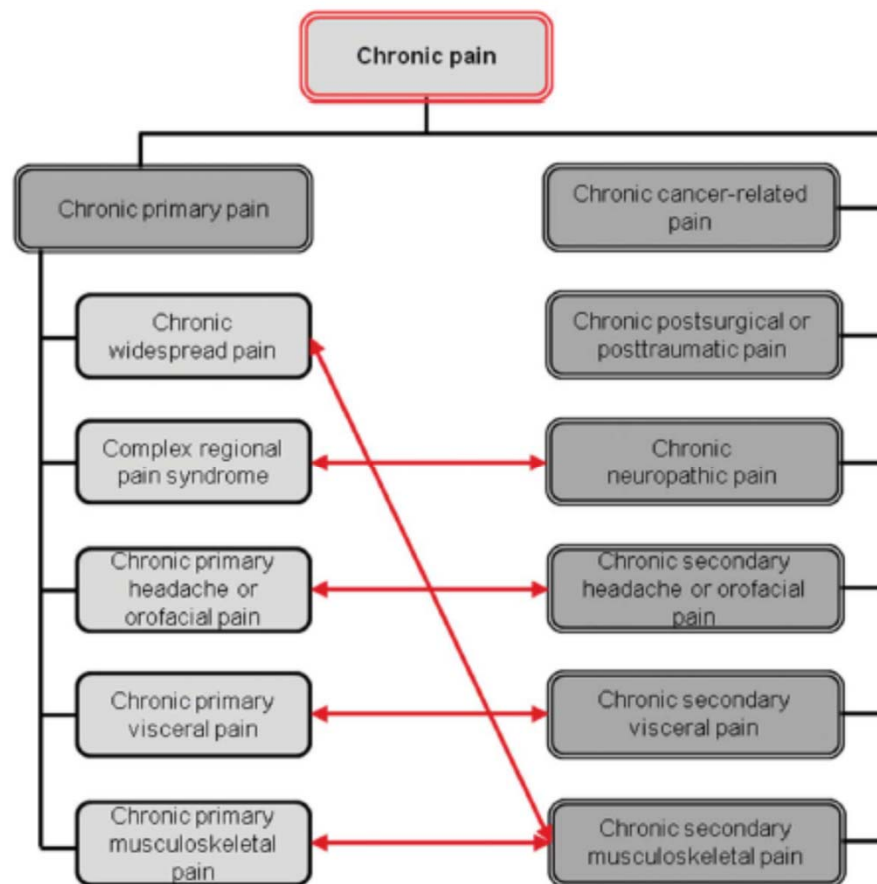 Chronic pain
Chronic primary pain
Chronic
widespread pain
Complex regional
pain syndrome
Chronic primary
headache or
orofacial pain
Chronic primary
visceral pain
Chronic primary
musculoskeletal
pain
Chronic cancer-related
pain
Chronic postsurgical or
posttraumatic pain
Chronic
neuropathic pain
Chronic secondary
headache or orofacial
pain
Chronic secondary
visceral pain
Chronic secondary
musculoskeletal pain